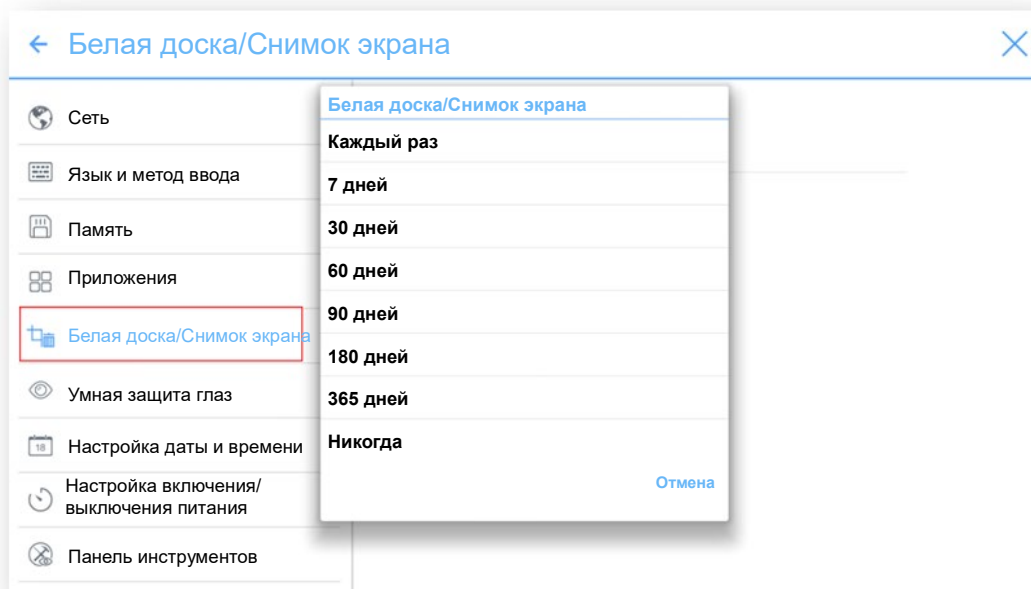 Белая доска/Снимок экрана
Сеть
Язык и метод ввода
Память
Приложения
Белая доска/Снимок экрана
Умная защита глаз
18
Настройка даты и времени
Настройка включения/
выключения питания
Панель инструментов
Белая доска/Снимок экрана
Каждый раз
7 дней
30 дней
60 дней
90 дней
180 дней
365 дней
Никогда
Отмена